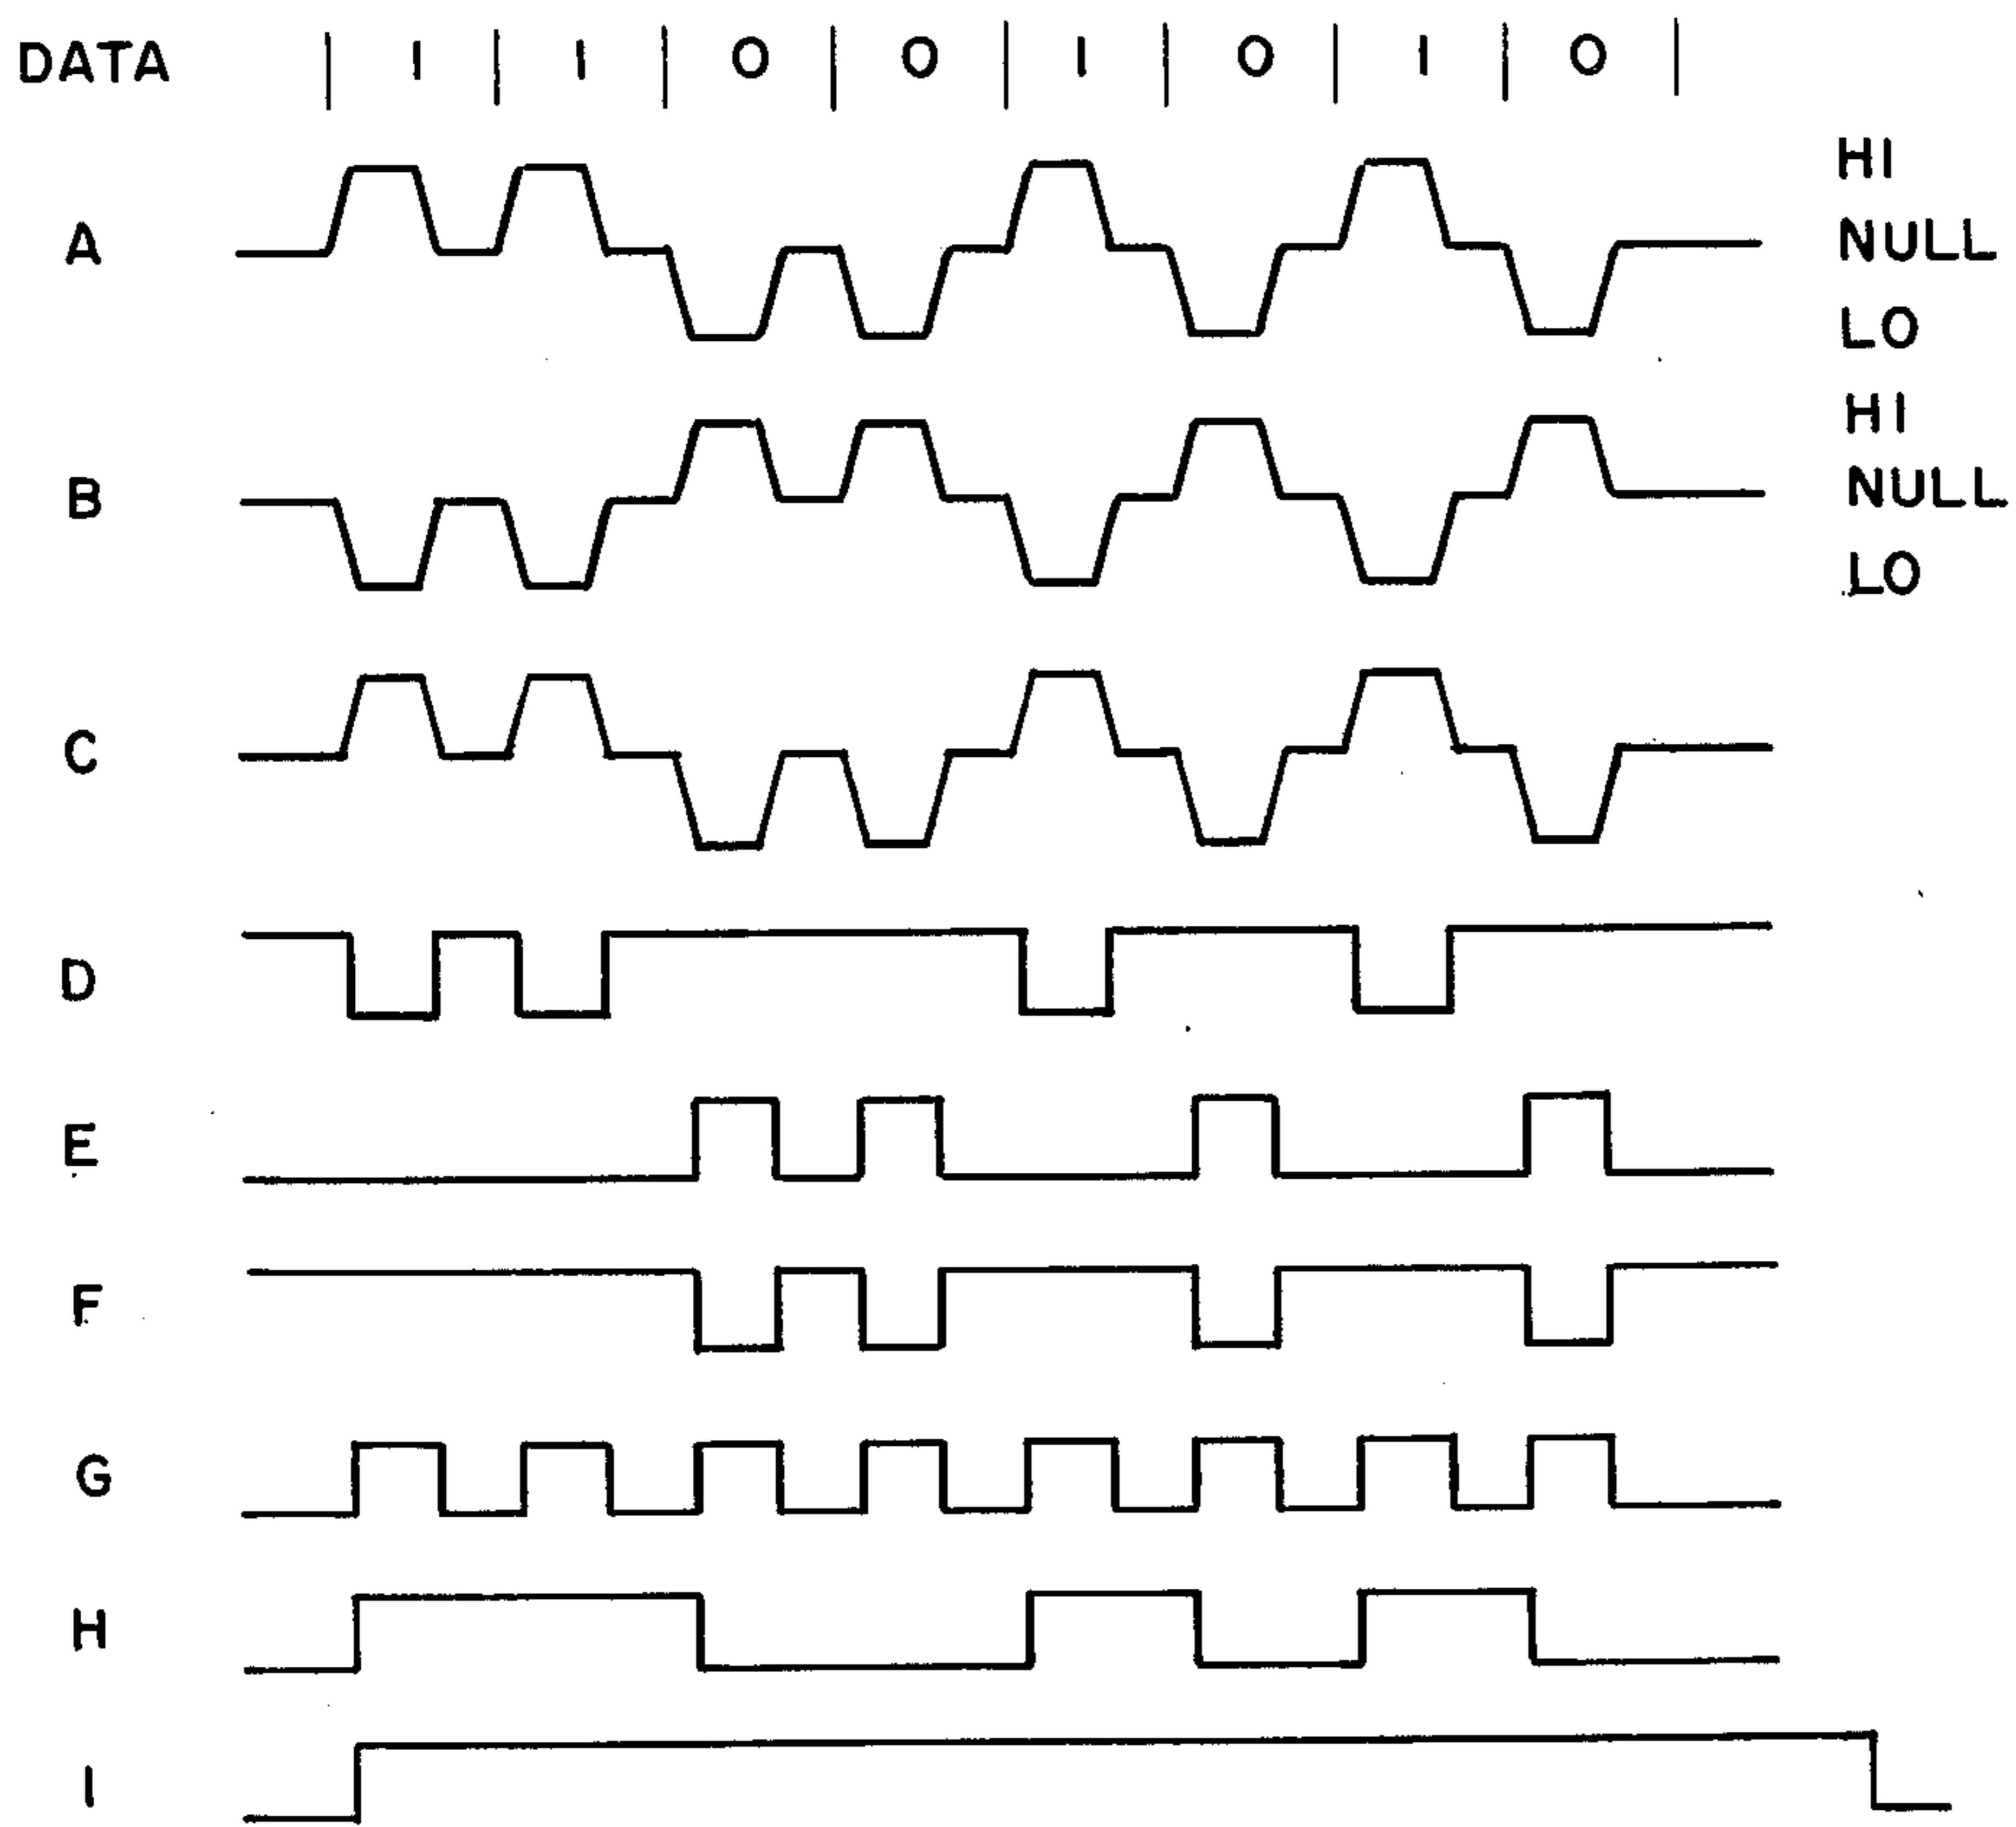 DATA | 1 | 1 | 0 | 0 | 1 | 0 | 1 | 0 |
HI
A NULL
LO
HI
B NULL
LO
C
D
E
F
G
H
I